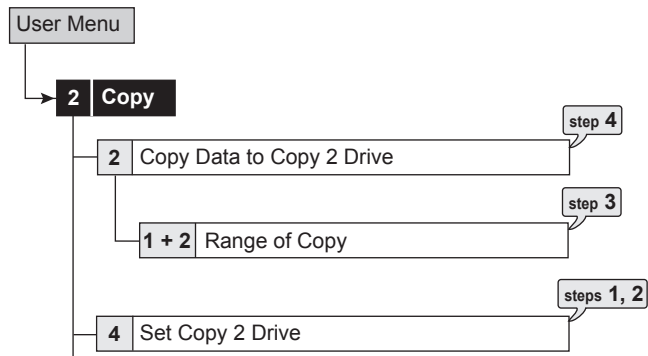 User Menu
2 Copy
step 4
2 Copy Data to Copy 2 Drive
step 3
1 + 2 Range of Copy
steps 1, 2
4 Set Copy 2 Drive